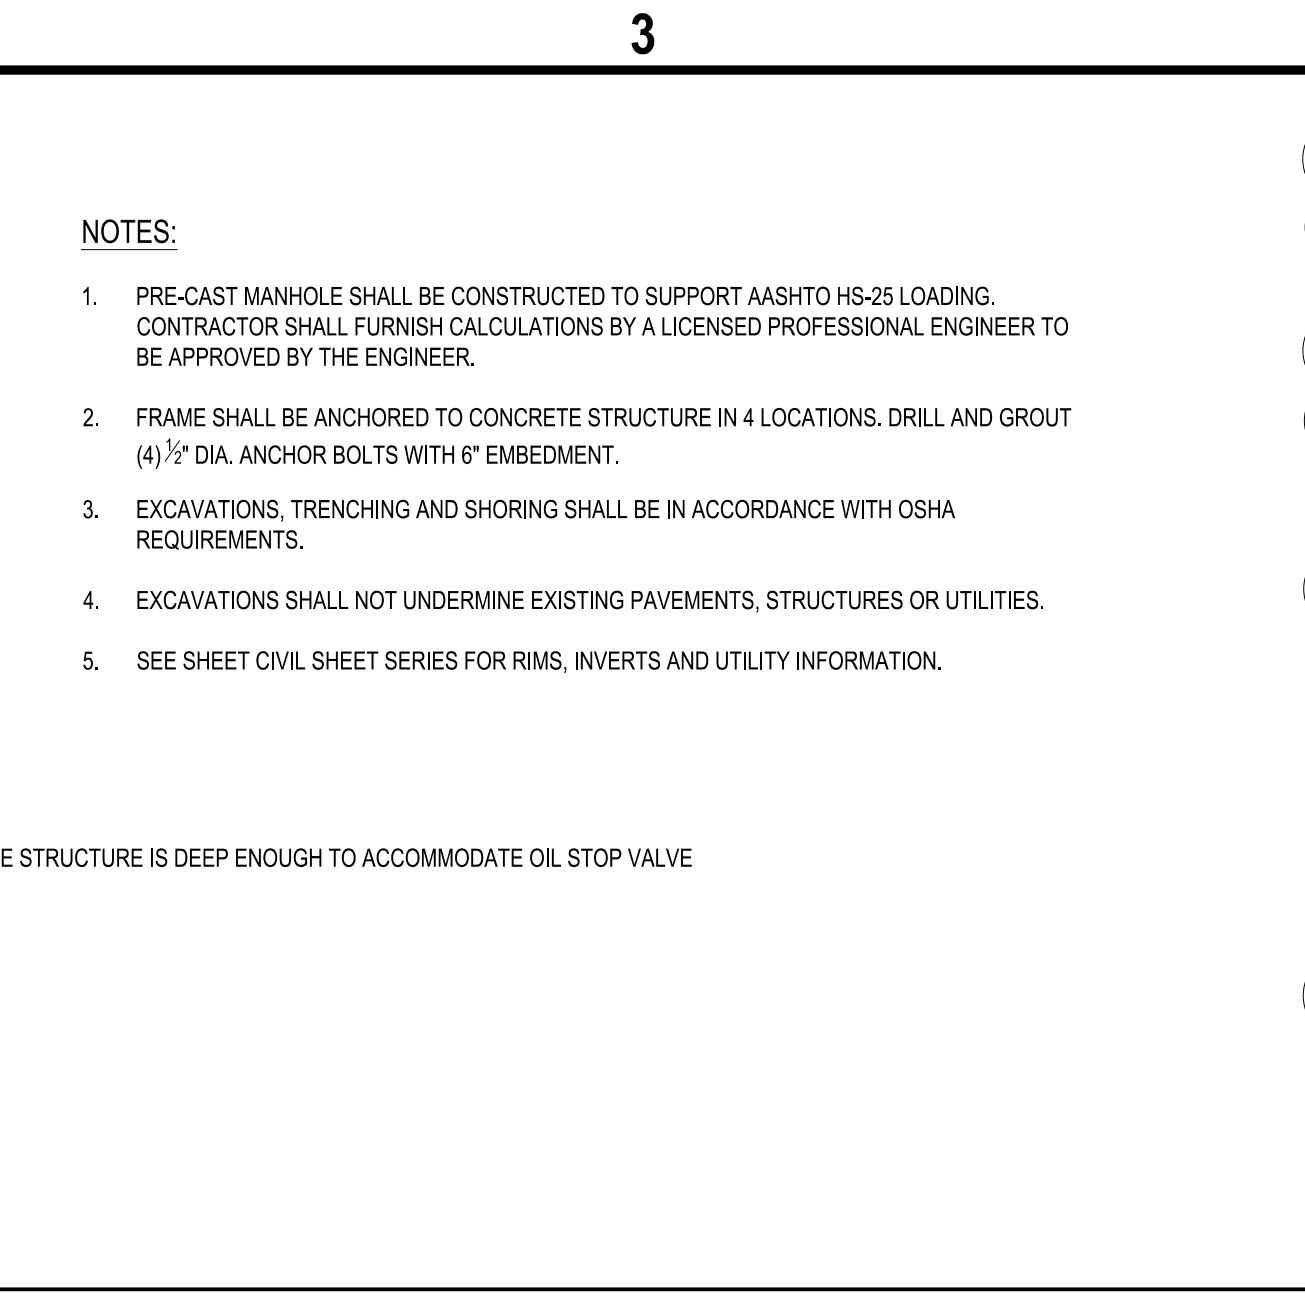 3
NOTES:
1. PRE-CAST MANHOLE SHALL BE CONSTRUCTED TO SUPPORT AASHTO HS-25 LOADING.
CONTRACTOR SHALL FURNISH CALCULATIONS BY A LICENSED PROFESSIONAL ENGINEER TO
BE APPROVED BY THE ENGINEER.
2. FRAME SHALL BE ANCHORED TO CONCRETE STRUCTURE IN 4 LOCATIONS. DRILL AND GROUT
(4) ½" DIA. ANCHOR BOLTS WITH 6" EMBEDMENT.
3. EXCAVATIONS, TRENCHING AND SHORING SHALL BE IN ACCORDANCE WITH OSHA
REQUIREMENTS.
4. EXCAVATIONS SHALL NOT UNDERMINE EXISTING PAVEMENTS, STRUCTURES OR UTILITIES.
5. SEE SHEET CIVIL SHEET SERIES FOR RIMS, INVERTS AND UTILITY INFORMATION.
E STRUCTURE IS DEEP ENOUGH TO ACCOMMODATE OIL STOP VALVE